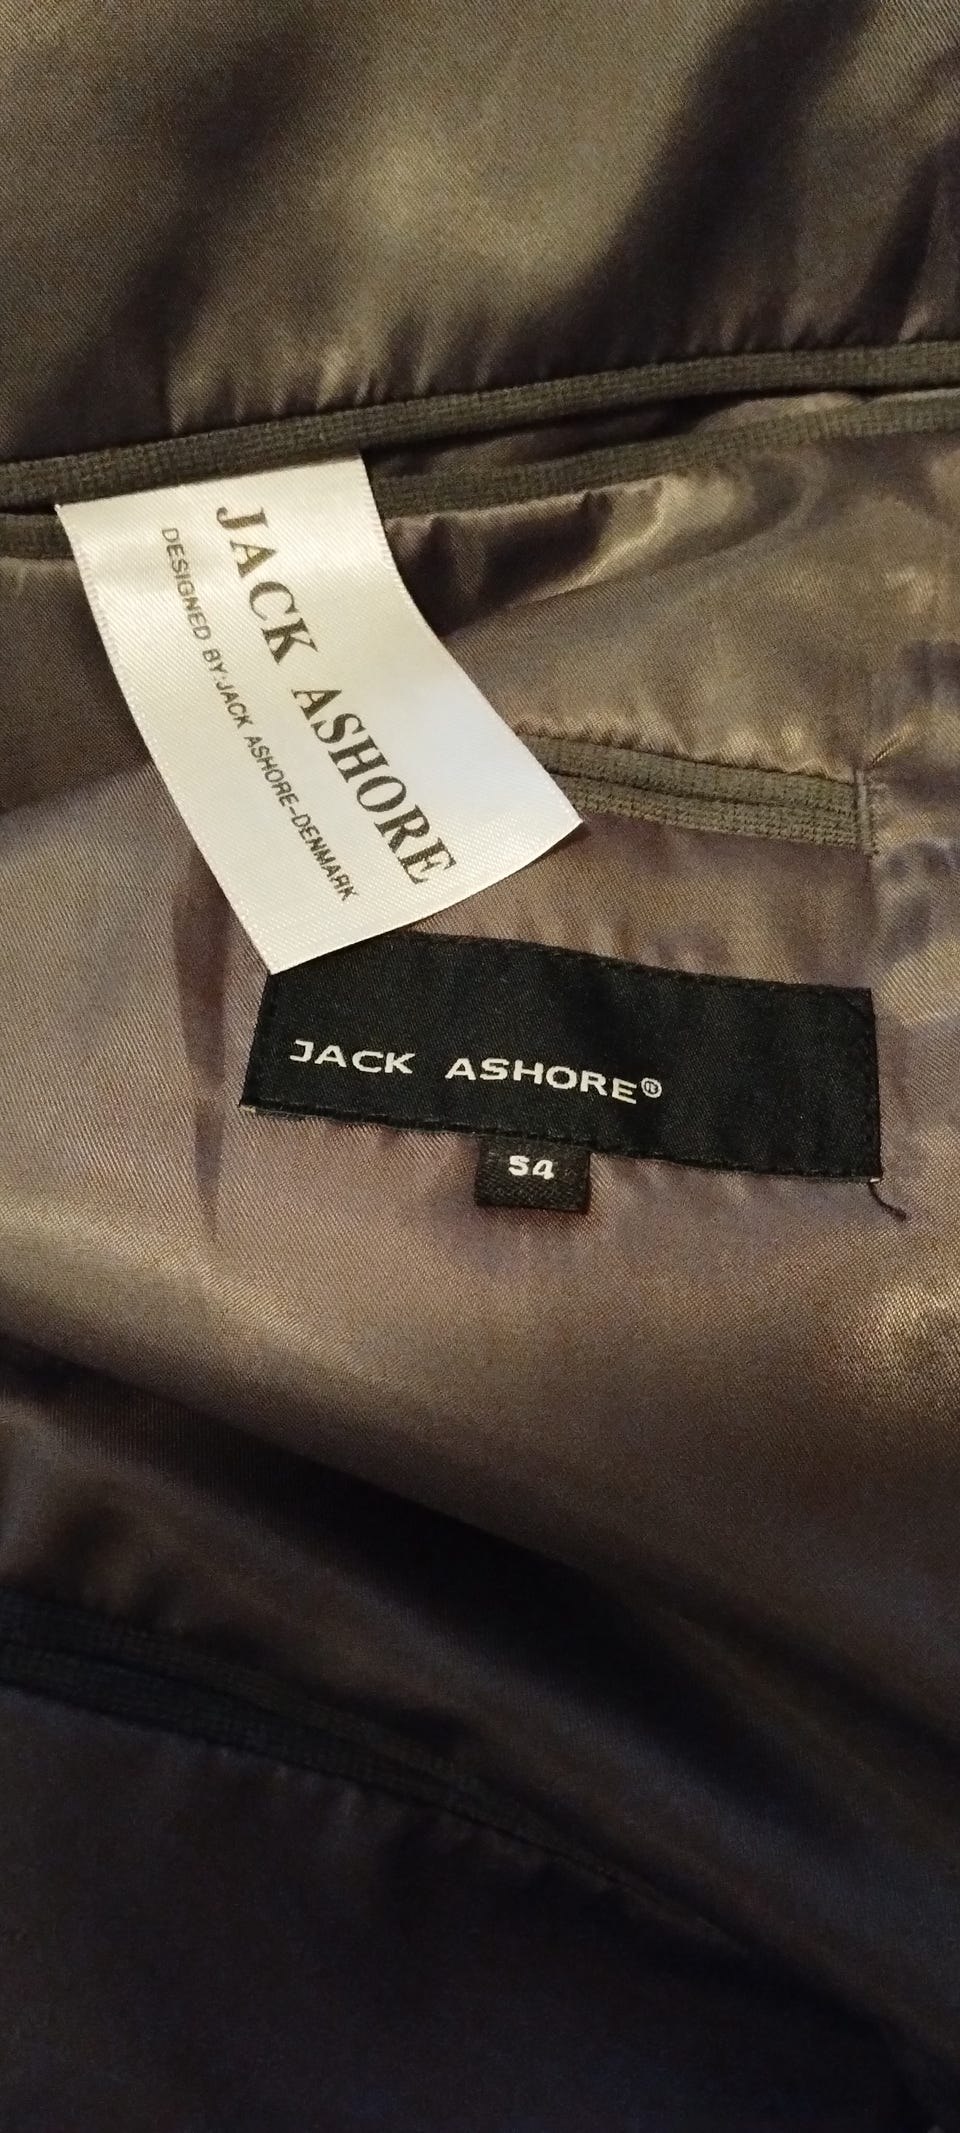 JACK ASHORE
DESIGNED BY:JACK ASHORE-DENMARK
JACK ASHORE®
54